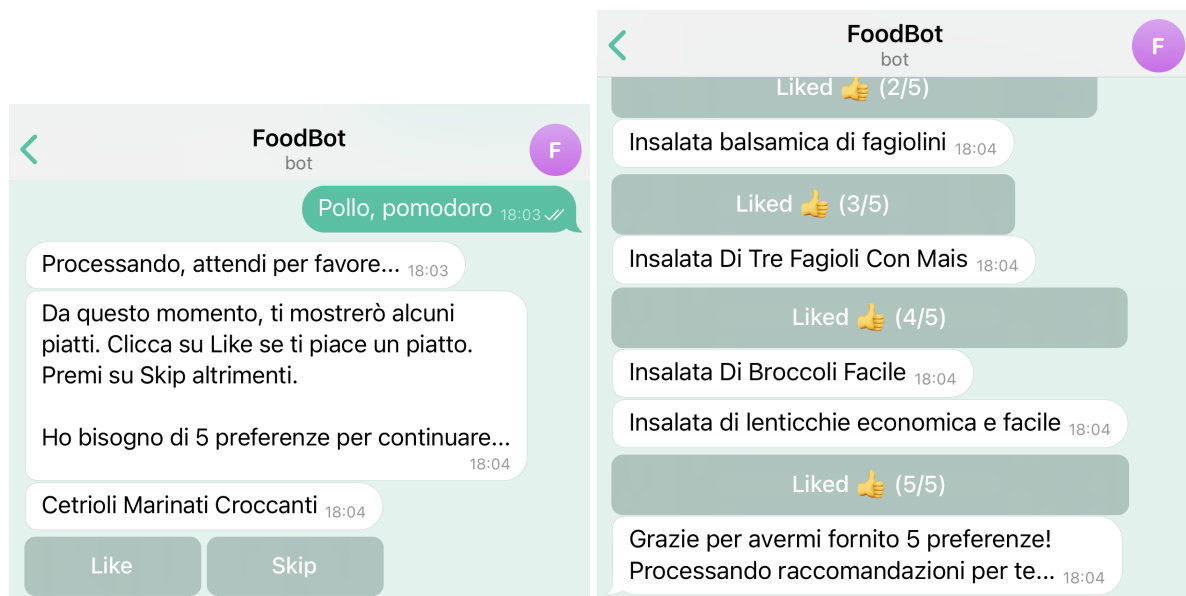 FoodBot
bot
F
Pollo, pomodoro 18:03
Processando, attendi per favore... 18:03
Da questo momento, ti mostrerò alcuni
piatti. Clicca su Like se ti piace un piatto.
Premi su Skip altrimenti.
Ho bisogno di 5 preferenze per continuare...
18:04
Cetrioli Marinati Croccanti 18:04
Like Skip
FoodBot
bot
F
Liked 👍 (2/5)
Insalata balsamica di fagiolini 18:04
Liked 👍 (3/5)
Insalata Di Tre Fagioli Con Mais 18:04
Liked 👍 (4/5)
Insalata Di Broccoli Facile 18:04
Insalata di lenticchie economica e facile 18:04
Liked 👍 (5/5)
Grazie per avermi fornito 5 preferenze!
Processando raccomandazioni per te... 18:04